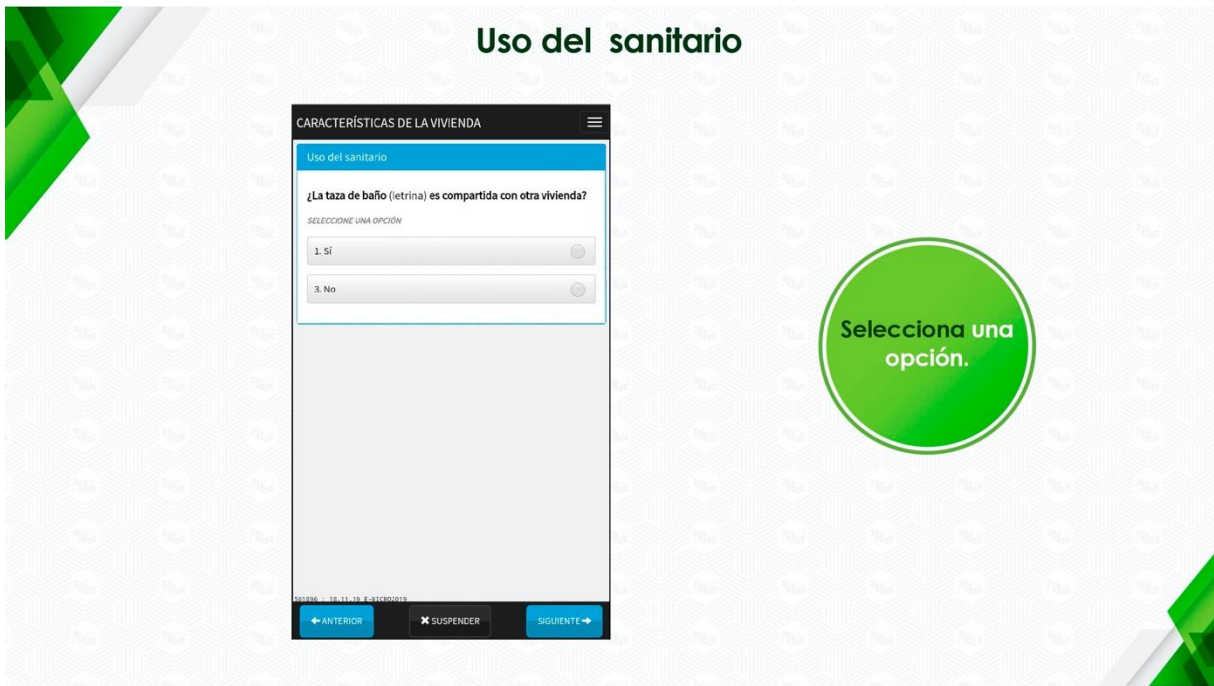 Uso del sanitario
CARACTERÍSTICAS DE LA VIVIENDA
Uso del sanitario
¿La taza de baño (letrina) es compartida con otra vivienda?
SELECCIONE UNA OPCIÓN
1. Sí
3. No
Selecciona una
opción.
ANTERIOR
SUSPENDER
SIGUIENTE